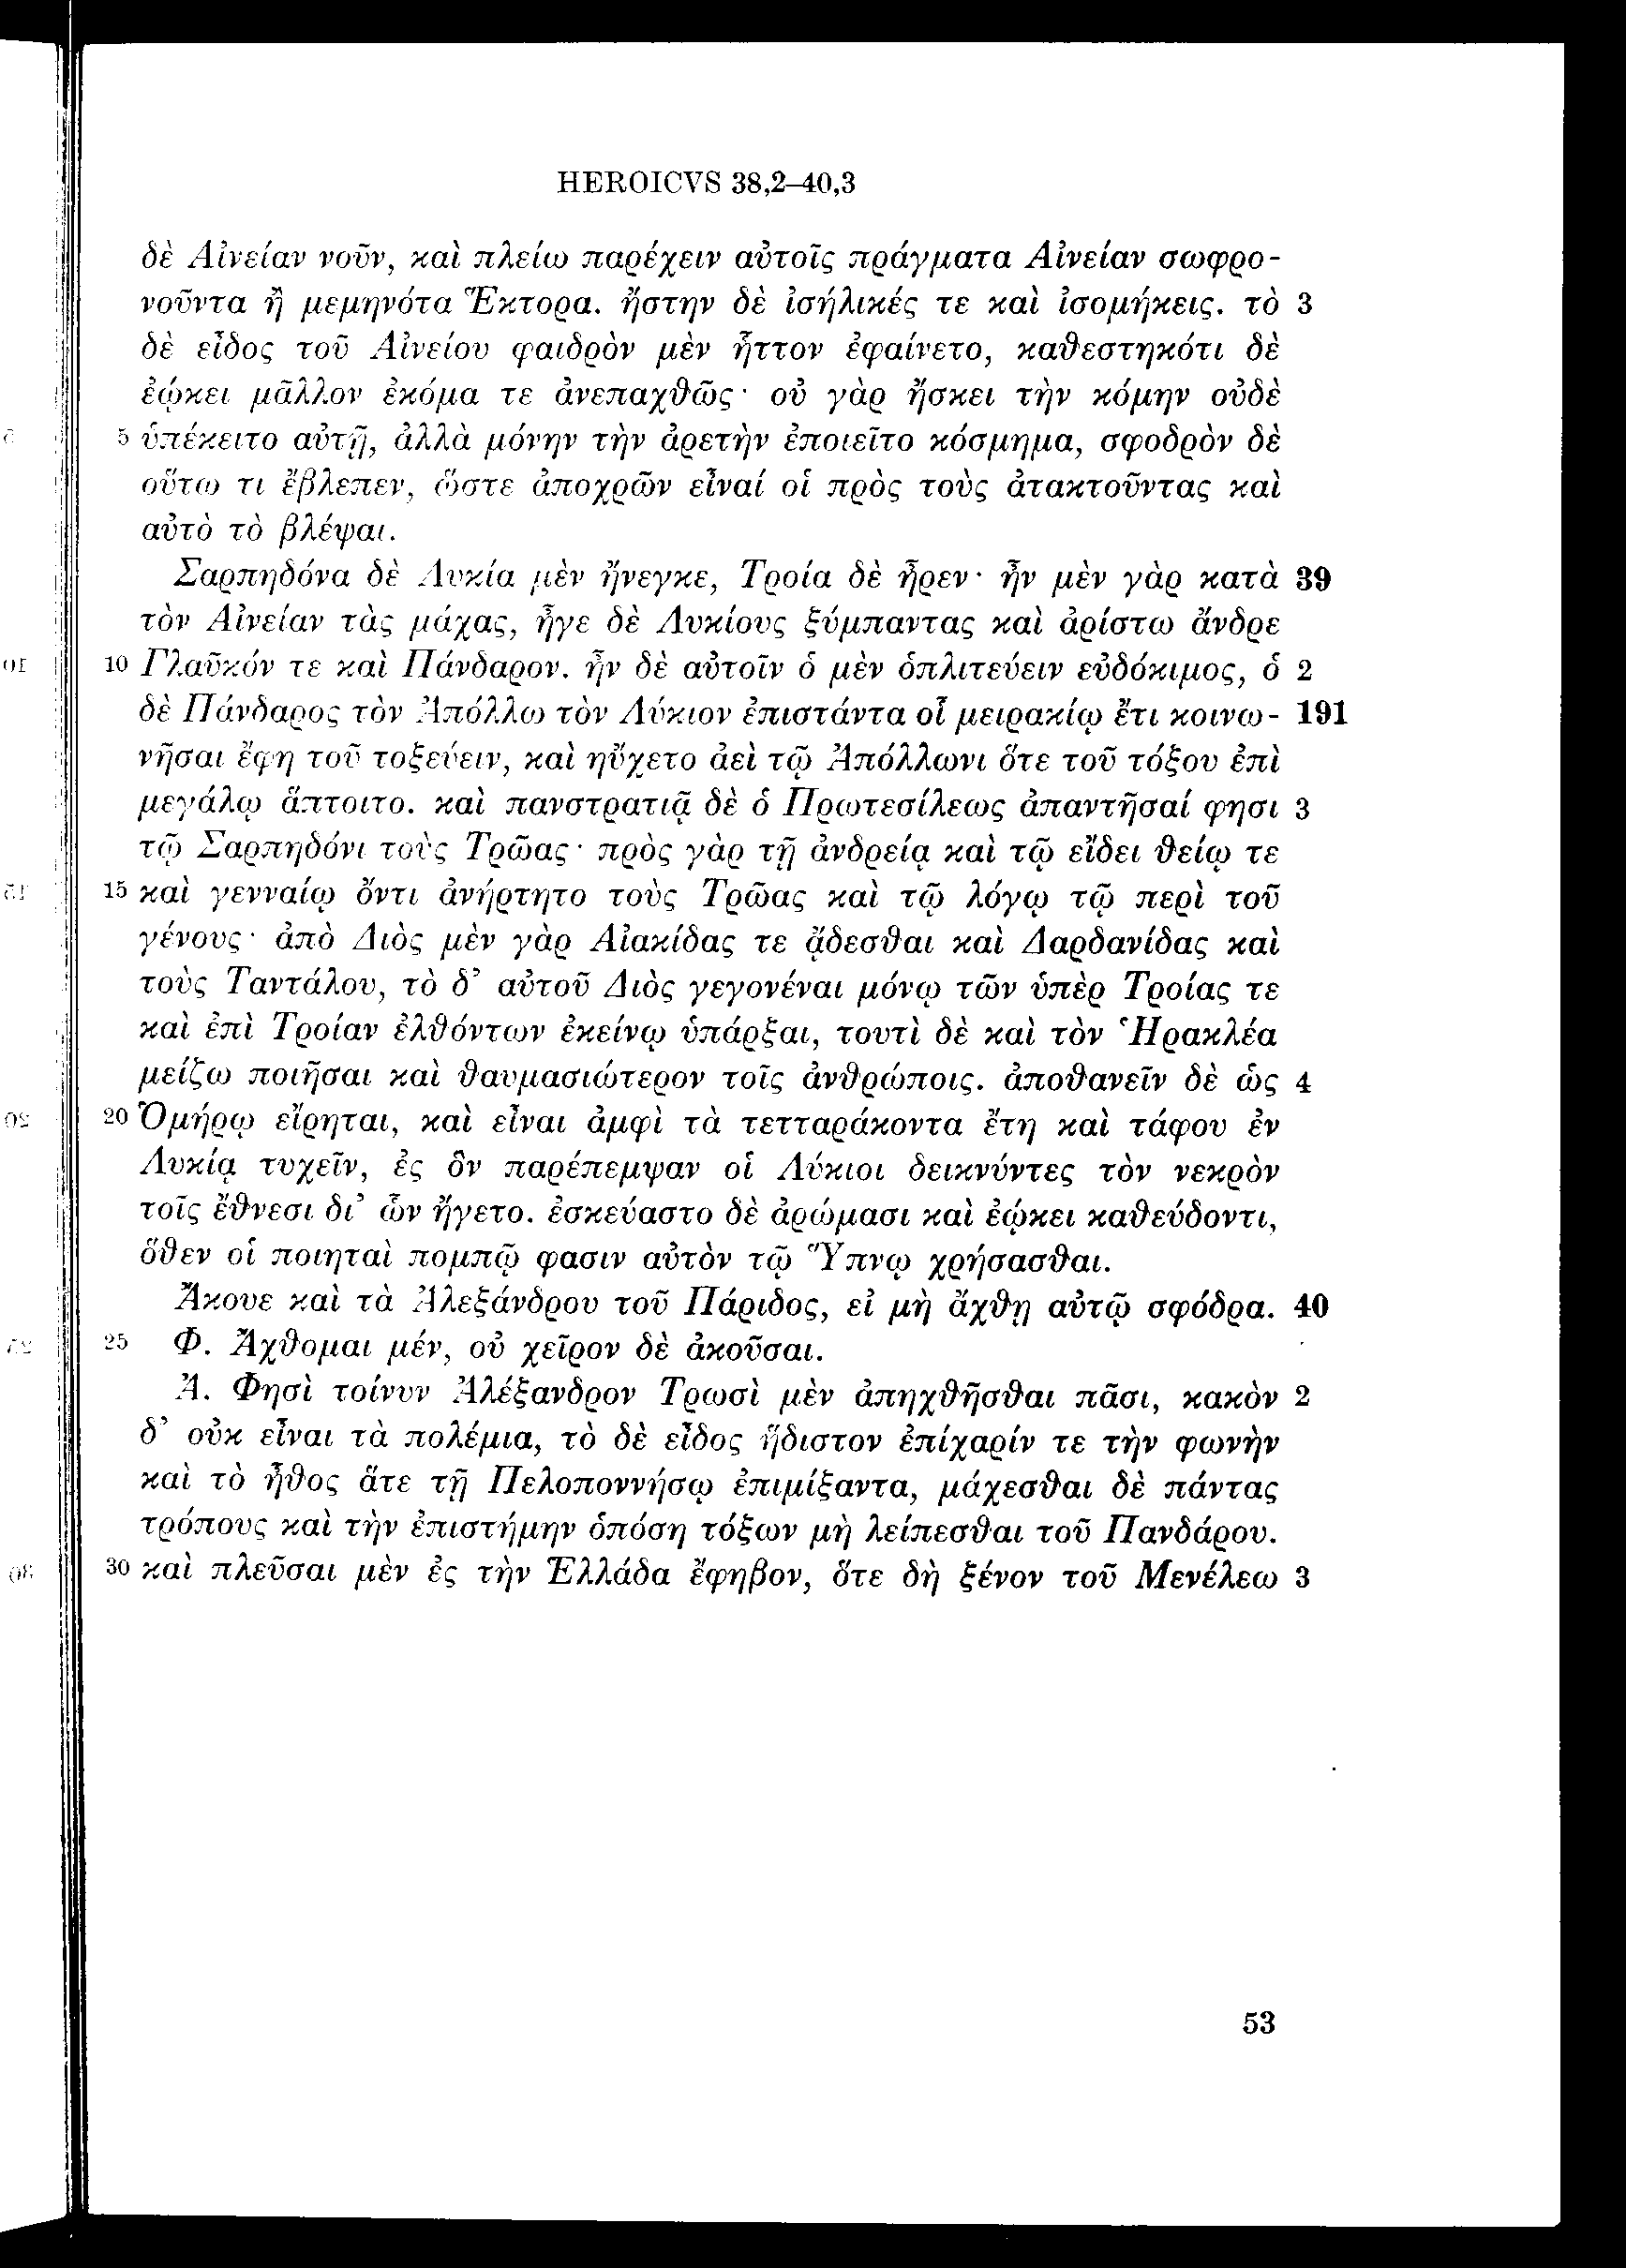 HEROICVS 38,2–40,3
δὲ Αἰνείαν νοῦν, καὶ πλείω παρέχειν αὐτοῖς πράγματα Αἰνείαν σωφρο-
νοῦντα ἢ μεμηνότα Ἕκτορα. ἤστην δὲ ἰσήλικές τε καὶ ἰσομήκεις. τὸ 3
δὲ εἶδος τοῦ Αἰνείου φαιδρὸν μὲν ἧττον ἐφαίνετο, καθεστηκότι δὲ
ἐῴκει μᾶλλον ἐκόμα τε ἀνεπαχθῶς· οὐ γὰρ ἤσκει τὴν κόμην οὐδὲ
5 ὑπέκειτο αὐτῇ, ἀλλὰ μόνην τὴν ἀρετὴν ἐποιεῖτο κόσμημα, σφοδρὸν δὲ
οὕτω τι ἔβλεπεν, ὥστε ἀποχρῶν εἶναί οἱ πρὸς τοὺς ἀτακτοῦντας καὶ
αὐτὸ τὸ βλέψαι.
Σαρπηδόνα δὲ Λυκία μὲν ἤνεγκε, Τροία δὲ ἦρεν· ἦν μὲν γὰρ κατὰ 39
τὸν Αἰνείαν τὰς μάχας, ἦγε δὲ Λυκίους ξύμπαντας καὶ ἀρίστω ἄνδρε
10 Γλαῦκόν τε καὶ Πάνδαρον. ἦν δὲ αὐτοῖν ὁ μὲν ὁπλιτεύειν εὐδόκιμος, ὁ 2
δὲ Πάνδαρος τὸν Ἀπόλλω τὸν Λύκιον ἐπιστάντα οἷ μειρακίῳ ἔτι κοινω- 191
νῆσαι ἔφη τοῦ τοξεύειν, καὶ ηὔχετο ἀεὶ τῷ Ἀπόλλωνι ὅτε τοῦ τόξου ἐπὶ
μεγάλῳ ἅπτοιτο. καὶ πανστρατιᾷ δὲ ὁ Πρωτεσίλεως ἀπαντῆσαί φησι 3
τῷ Σαρπηδόνι τοὺς Τρῶας· πρὸς γὰρ τῇ ἀνδρείᾳ καὶ τῷ εἴδει θείῳ τε
15 καὶ γενναίῳ ὄντι ἀνήρτητο τοὺς Τρῶας καὶ τῷ λόγῳ τῷ περὶ τοῦ
γένους· ἀπὸ Διὸς μὲν γὰρ Αἰακίδας τε ᾄδεσθαι καὶ Δαρδανίδας καὶ
τοὺς Ταντάλου, τὸ δ’ αὐτοῦ Διὸς γεγονέναι μόνῳ τῶν ὑπὲρ Τροίας τε
καὶ ἐπὶ Τροίαν ἐλθόντων ἐκείνῳ ὑπάρξαι, τουτὶ δὲ καὶ τὸν Ἡρακλέα
μείζω ποιῆσαι καὶ θαυμασιώτερον τοῖς ἀνθρώποις. ἀποθανεῖν δὲ ὡς 4
20 Ὁμήρῳ εἴρηται, καὶ εἶναι ἀμφὶ τὰ τετταράκοντα ἔτη καὶ τάφου ἐν
Λυκίᾳ τυχεῖν, ἐς ὃν παρέπεμψαν οἱ Λύκιοι δεικνύντες τὸν νεκρὸν
τοῖς ἔθνεσι δι’ ὧν ἤγετο. ἐσκεύαστο δὲ ἀρώμασι καὶ ἐῴκει καθεύδοντι,
ὅθεν οἱ ποιηταὶ πομπῷ φασιν αὐτὸν τῷ Ὕπνῳ χρήσασθαι.
Ἄκουε καὶ τὰ Ἀλεξάνδρου τοῦ Πάριδος, εἰ μὴ ἄχθῃ αὐτῷ σφόδρα. 40
25 Φ. Ἄχθομαι μέν, οὐ χεῖρον δὲ ἀκοῦσαι.
Ἀ. Φησὶ τοίνυν Ἀλέξανδρον Τρωσὶ μὲν ἀπηχθῆσθαι πᾶσι, κακὸν 2
δ’ οὐκ εἶναι τὰ πολέμια, τὸ δὲ εἶδος ἥδιστον ἐπίχαρίν τε τὴν φωνὴν
καὶ τὸ ἦθος ἅτε τῇ Πελοποννήσῳ ἐπιμίξαντα, μάχεσθαι δὲ πάντας
τρόπους καὶ τὴν ἐπιστήμην ὁπόση τόξων μὴ λείπεσθαι τοῦ Πανδάρου.
30 καὶ πλεῦσαι μὲν ἐς τὴν Ἑλλάδα ἔφηβον, ὅτε δὴ ξένον τοῦ Μενέλεω 3
53